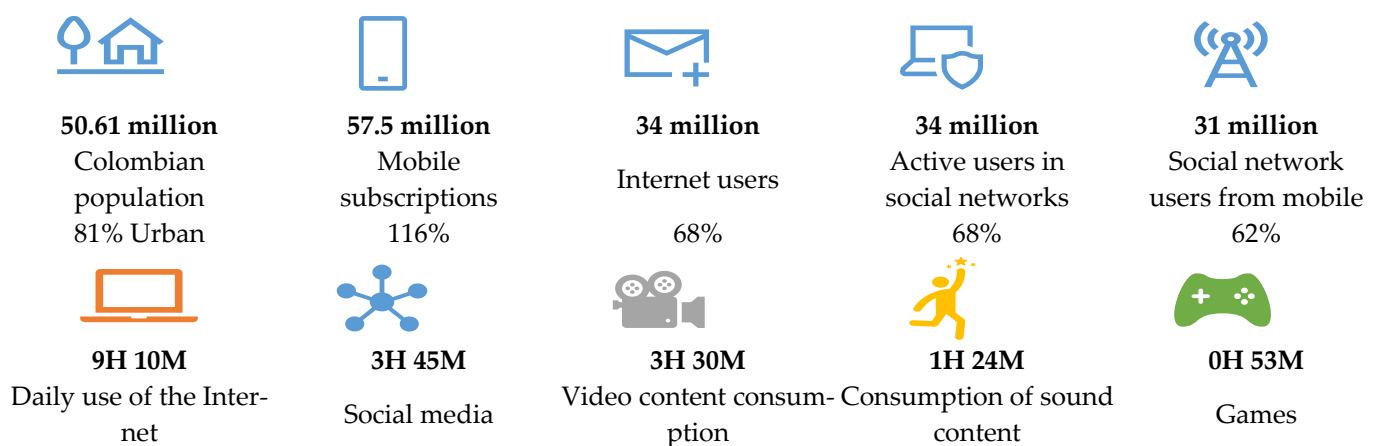 50.61 million
Colombian
population
81% Urban
57.5 million
Mobile
subscriptions
116%
34 million
Internet users
68%
34 million
Active users in
social networks
68%
31 million
Social network
users from mobile
62%
9H 10M
Daily use of the Inter-
net
3H 45M
Social media
3H 30M
Video content consum-
ption
1H 24M
Consumption of sound
content
0H 53M
Games